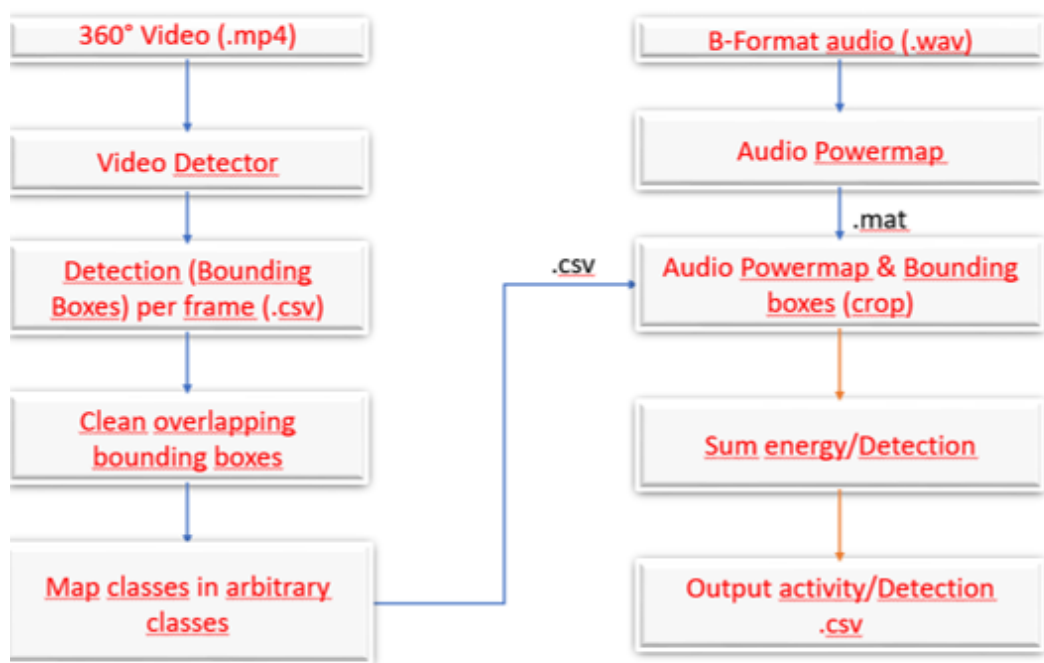 360° Video (.mp4)
Video Detector
Detection (Bounding
Boxes) per frame (.csv)
Clean overlapping
bounding boxes
Map classes in arbitrary
classes
.csv
B-Format audio (.wav)
Audio Powermap
.mat
Audio Powermap & Bounding
boxes (crop)
Sum energy/Detection
Output activity/Detection
.csv